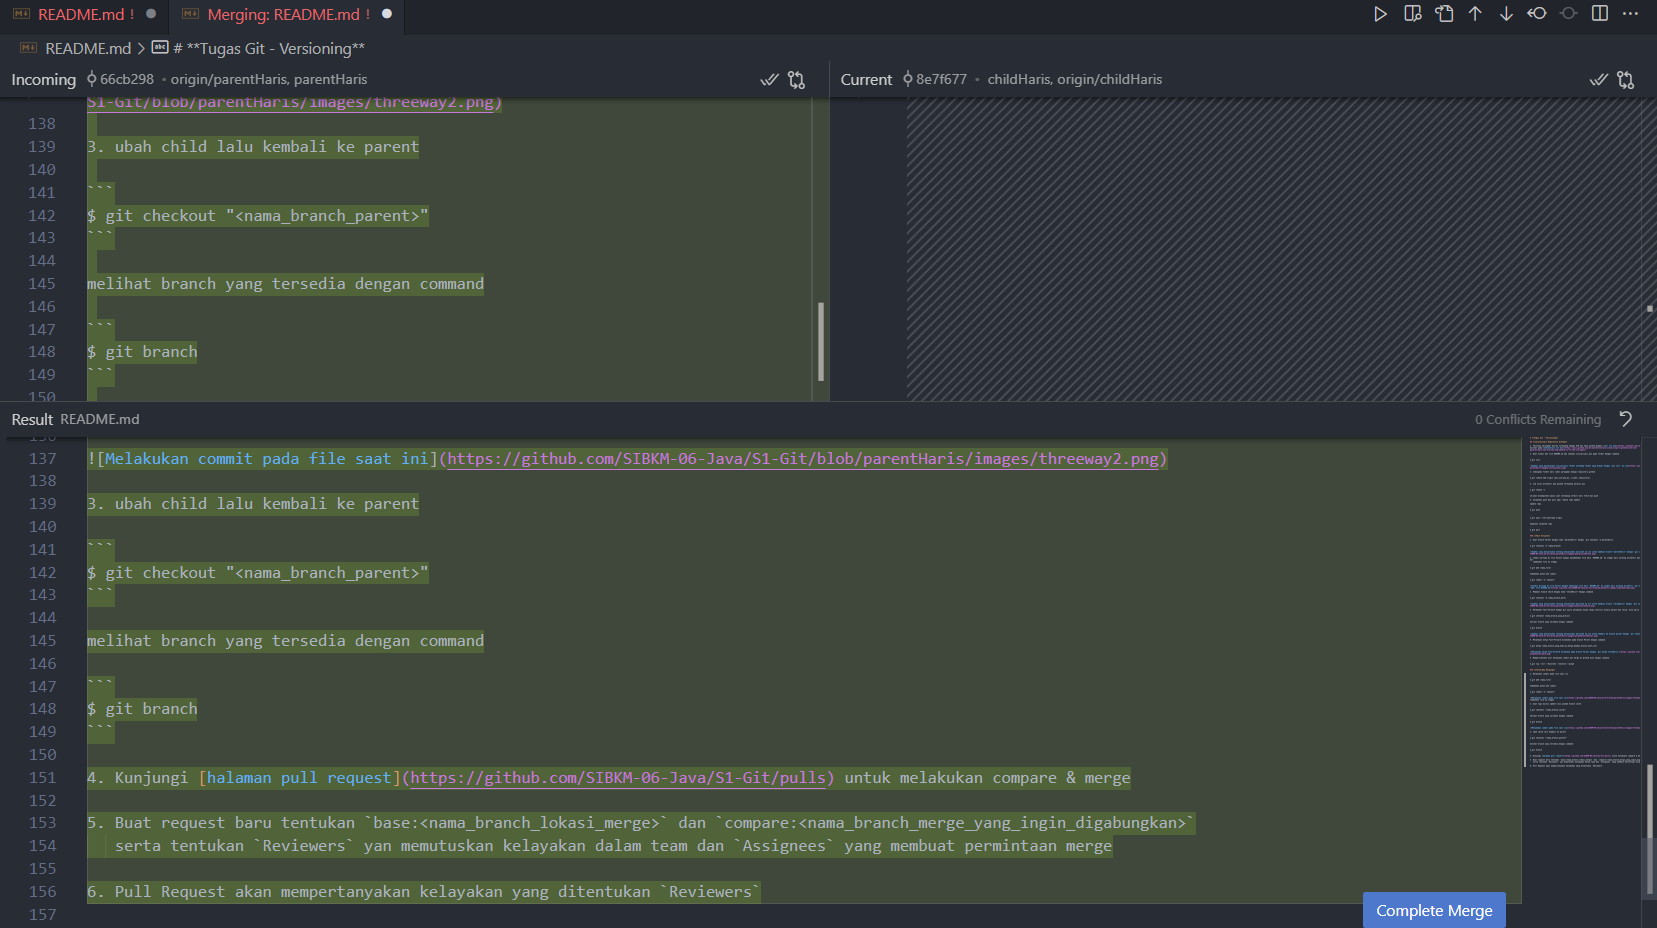 README.md !
Merging: README.md !
README.md > # **Tugas Git - Versioning**
Incoming 66cb298 • origin/parentHaris, parentHaris
S1-Git/blob/parentHaris/images/threeway2.png)
138
139 3. ubah child lalu kembali ke parent
140
141 ```
142 $ git checkout "<nama_branch_parent>"
143 ```
144
145 melihat branch yang tersedia dengan command
146
147 ```
148 $ git branch
149 ```
150
Current 8e7f677 • childHaris, origin/childHaris
Result README.md
0 Conflicts Remaining
136
137 ![Melakukan commit pada file saat ini](https://github.com/SIBKM-06-Java/S1-Git/blob/parentHaris/images/threeway2.png)
138
139 3. ubah child lalu kembali ke parent
140
141 ```
142 $ git checkout "<nama_branch_parent>"
143 ```
144
145 melihat branch yang tersedia dengan command
146
147 ```
148 $ git branch
149 ```
150
151 4. Kunjungi [halaman pull request](https://github.com/SIBKM-06-Java/S1-Git/pulls) untuk melakukan compare & merge
152
153 5. Buat request baru tentukan `base:<nama_branch_lokasi_merge>` dan `compare:<nama_branch_merge_yang_ingin_digabungkan>`
154 serta tentukan `Reviewers` yan memutuskan kelayakan dalam team dan `Assignees` yang membuat permintaan merge
155
156 6. Pull Request akan mempertanyakan kelayakan yang ditentukan `Reviewers`
157
Complete Merge